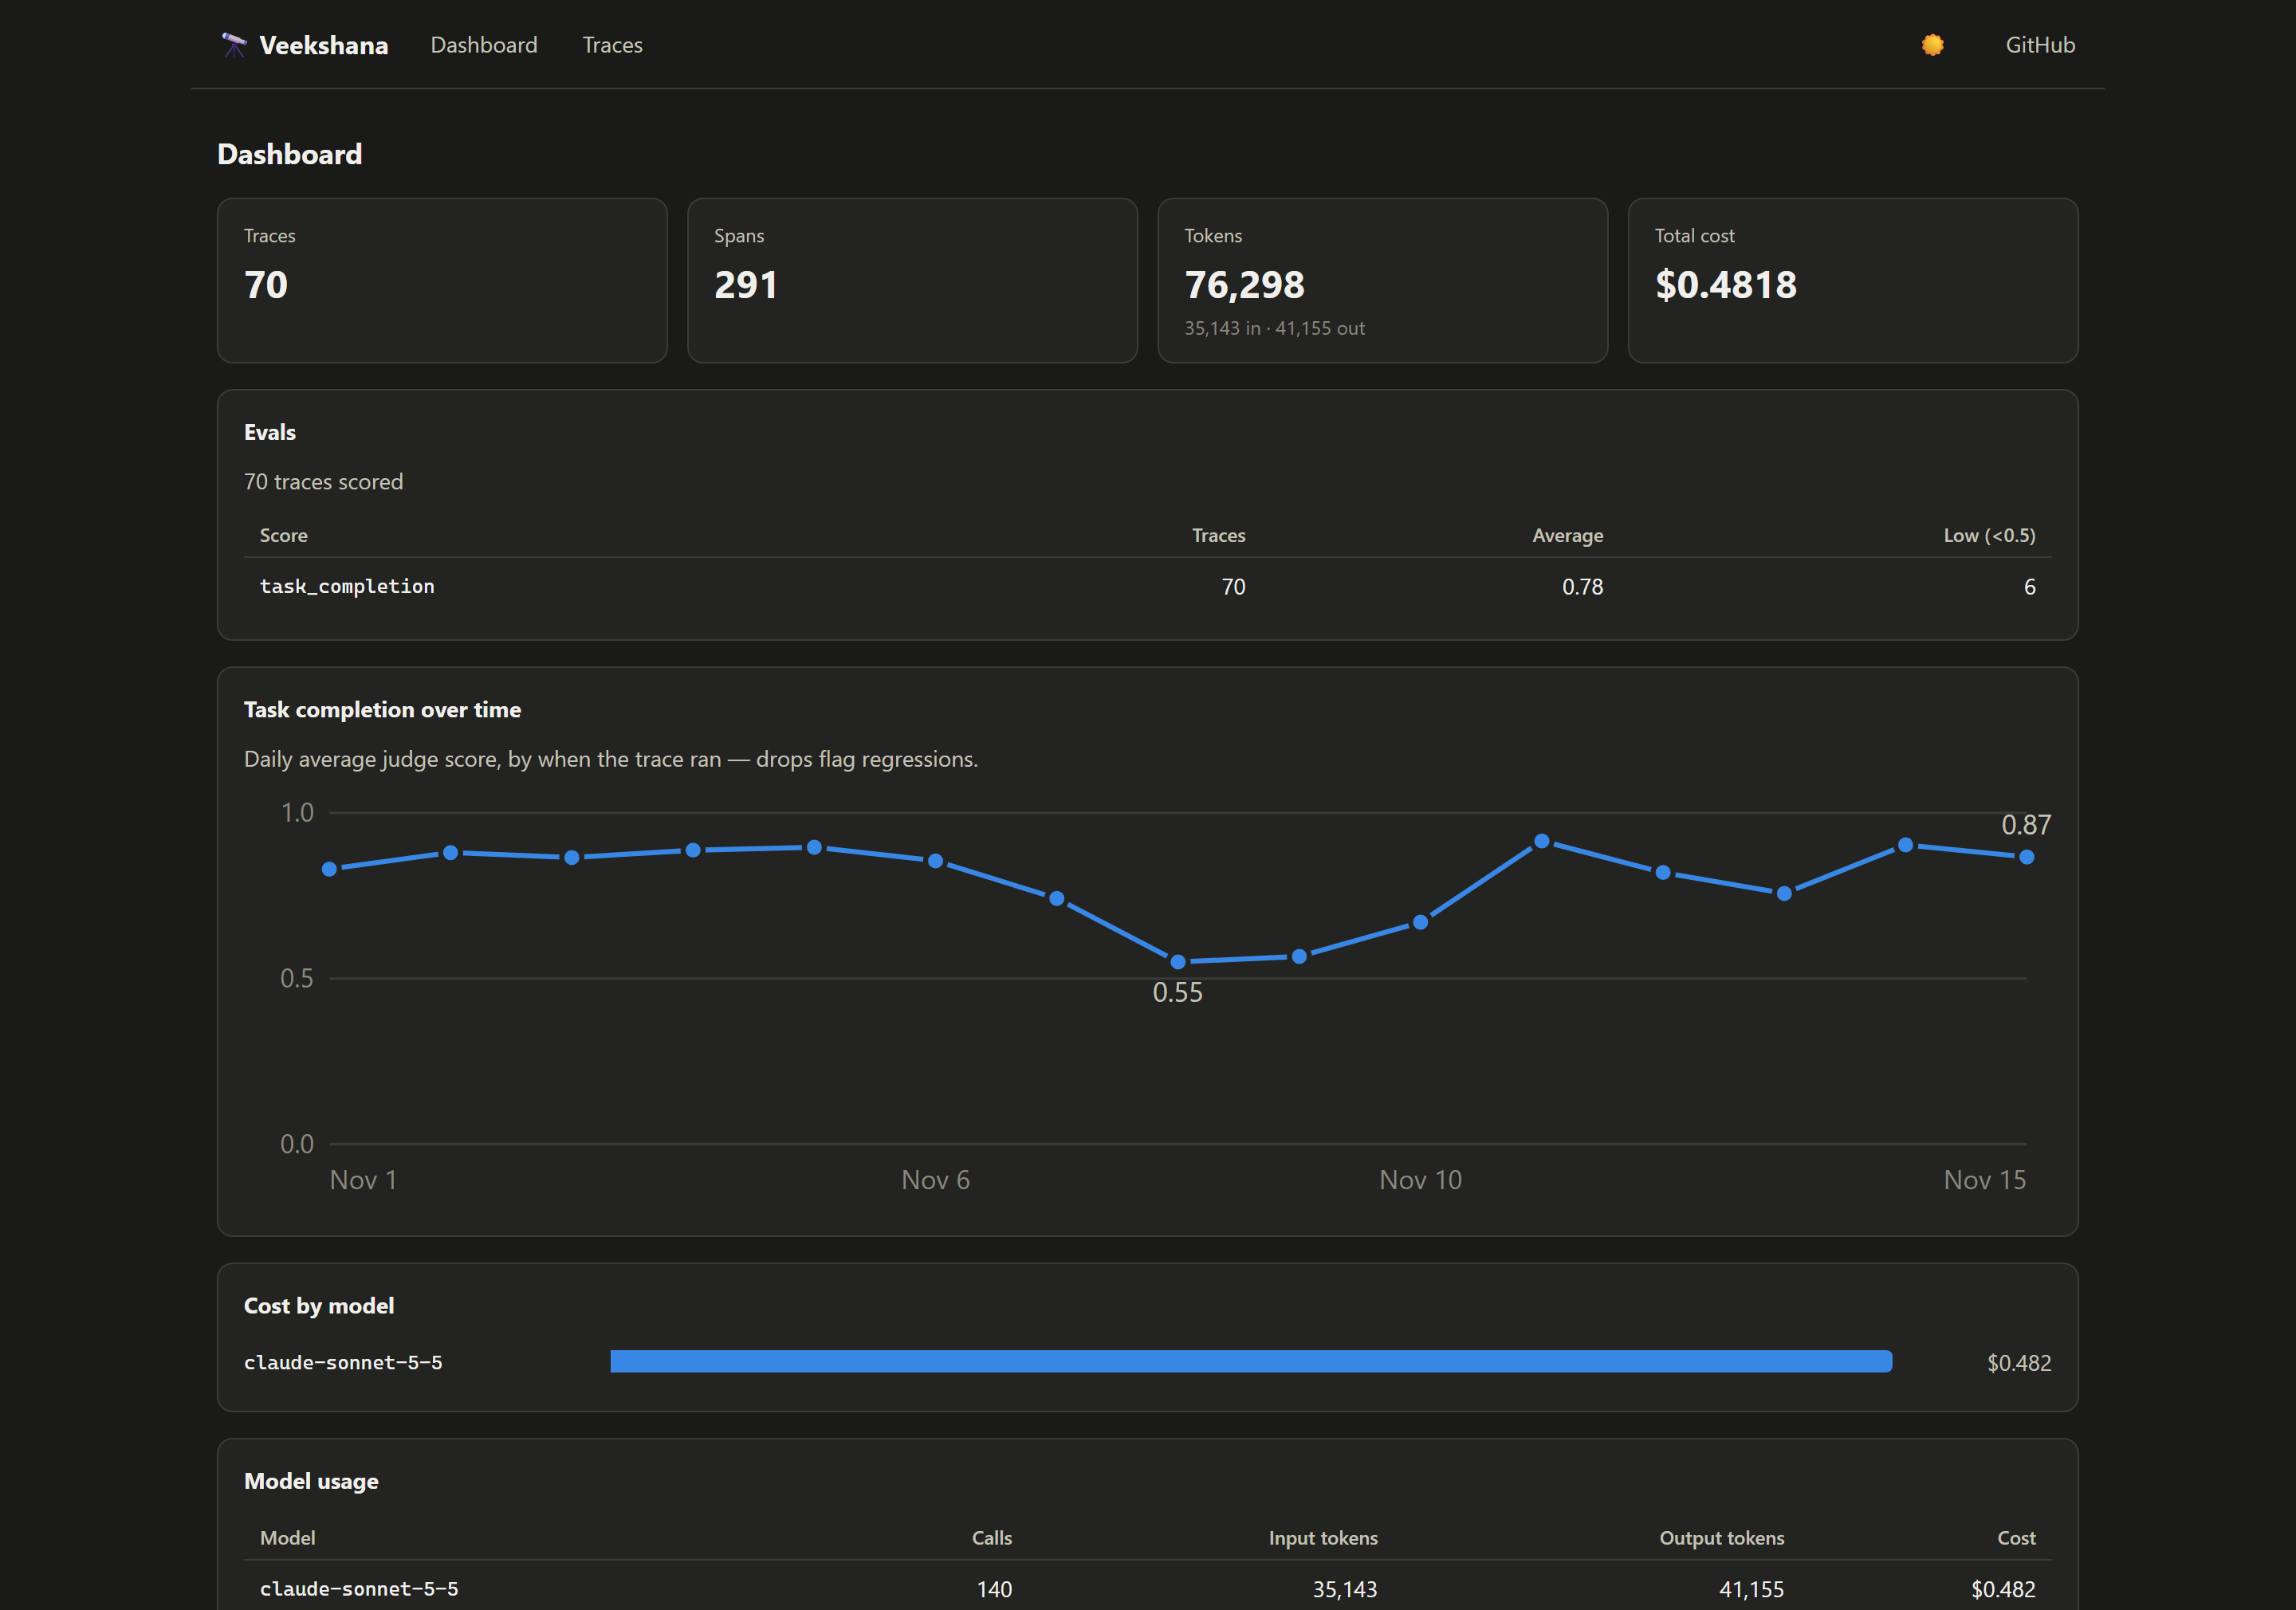 Veekshana Dashboard Traces GitHub
Dashboard
Traces Spans Tokens Total cost
70 291 76,298 $0.4818
35,143 in · 41,155 out
Evals
70 traces scored
Score Traces Average Low (<0.5)
task_completion 70 0.78 6
Task completion over time
Daily average judge score, by when the trace ran — drops flag regressions.
1.0
0.87
0.5
0.55
0.0
Nov 1 Nov 6 Nov 10 Nov 15
Cost by model
claude-sonnet-5-5 $0.482
Model usage
Model Calls Input tokens Output tokens Cost
claude-sonnet-5-5 140 35,143 41,155 $0.482